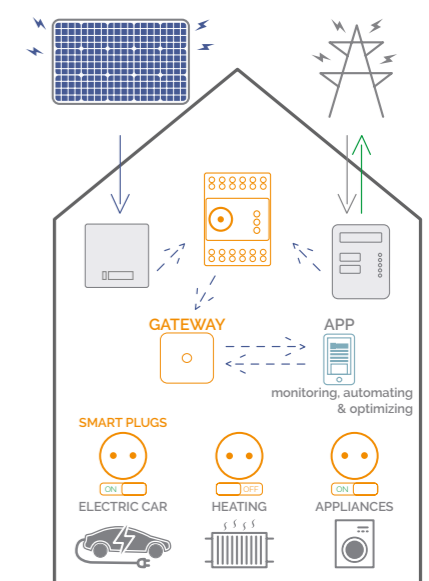 GATEWAY
APP
monitoring, automating
& optimizing
SMART PLUGS
ON
OFF
ON
ELECTRIC CAR
HEATING
APPLIANCES